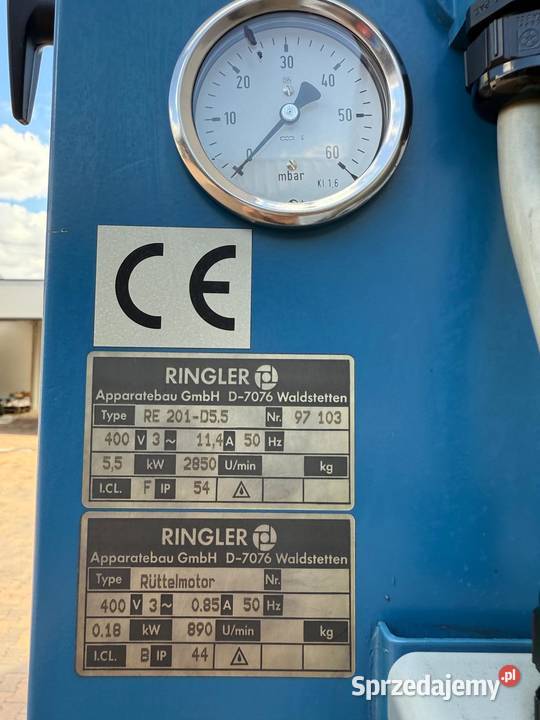 30
20
40
10
50
0
60
mbar
Kl 1,6
CE
RINGLER
Apparatebau GmbH D-7076 Waldstetten
Type RE 201-D5.5 Nr. 97 103
400 V 3 ~ 11,4 A 50 Hz
5,5 kW 2850 U/min kg
I.CL. F IP 54
RINGLER
Apparatebau GmbH D-7076 Waldstetten
Type Rüttelmotor Nr.
400 V 3 ~ 0.85 A 50 Hz
0.18 kW 890 U/min kg
I.CL. B IP 44
Sprzedajemy.pl